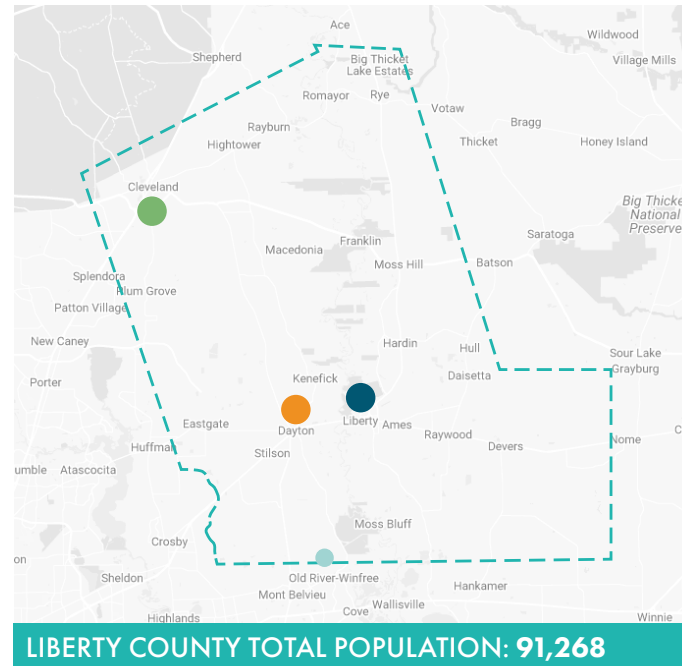 Ace
Wildwood
Shepherd
Big Thicket
Lake Estates
Village Mills
Romayor
Rye
Votaw
Bragg
Rayburn
Thicket
Honey Island
Hightower
Cleveland
Big Thicke
National
Preserve
Saratoga
Franklin
Macedonia
Moss Hill
Batson
Splendora
Plum Grove
Patton Village
New Caney
Hardin
Hull
Sour Lake
Porter
Kenefick
Daisetta
Grayburg
Eastgate
Liberty
Ames
Dayton
Raywood
Nome
C
Huffman
Devers
Stilson
umble
Atascocita
Moss Bluff
Crosby
on
Sheldon
Old River-Winfree
Hankamer
Mont Belvieu
Wallisville
Cove
Highlands
Winnie
LIBERTY COUNTY TOTAL POPULATION: 91,268